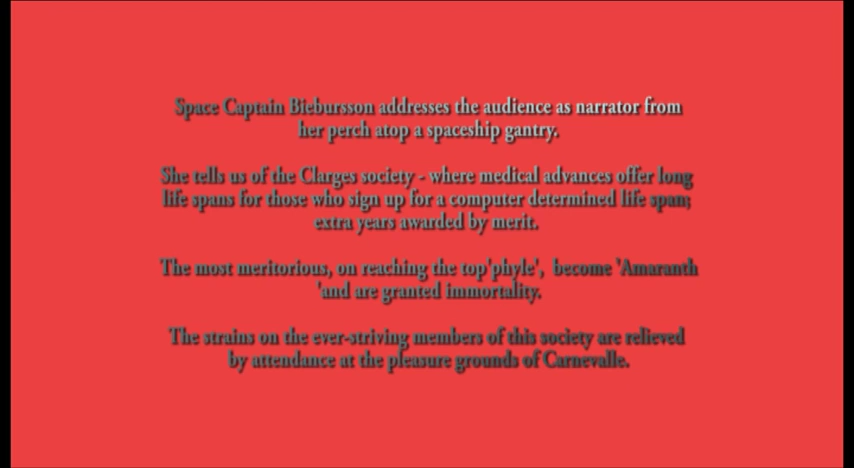 Space Captain Biebursson addresses the audience as narrator from
her perch atop a spaceship gantry.
She tells us of the Clarges society - where medical advances offer long
life spans for those who sign up for a computer determined life span;
extra years awarded by merit.
The most meritorious, on reaching the top'phyle', become 'Amaranth
'and are granted immortality.
The strains on the ever-striving members of this society are relieved
by attendance at the pleasure grounds of Carnevalle.